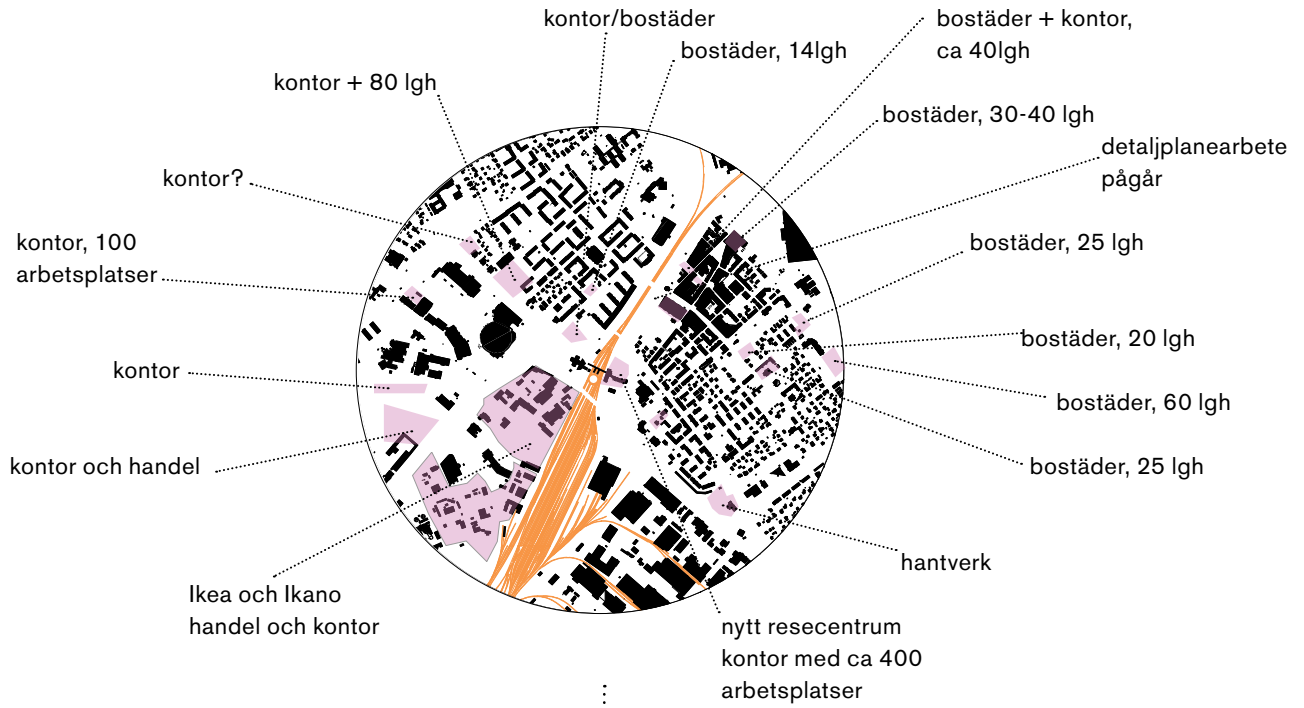 kontor/bostäder
bostäder, 14lgh
bostäder + kontor,
ca 40lgh
kontor + 80 lgh
bostäder, 30-40 lgh
detaljplanearbete
pågår
kontor?
kontor, 100
arbetsplatser
bostäder, 25 lgh
bostäder, 20 lgh
kontor
bostäder, 60 lgh
kontor och handel
bostäder, 25 lgh
hantverk
Ikea och Ikano
handel och kontor
nytt resecentrum
kontor med ca 400
arbetsplatser